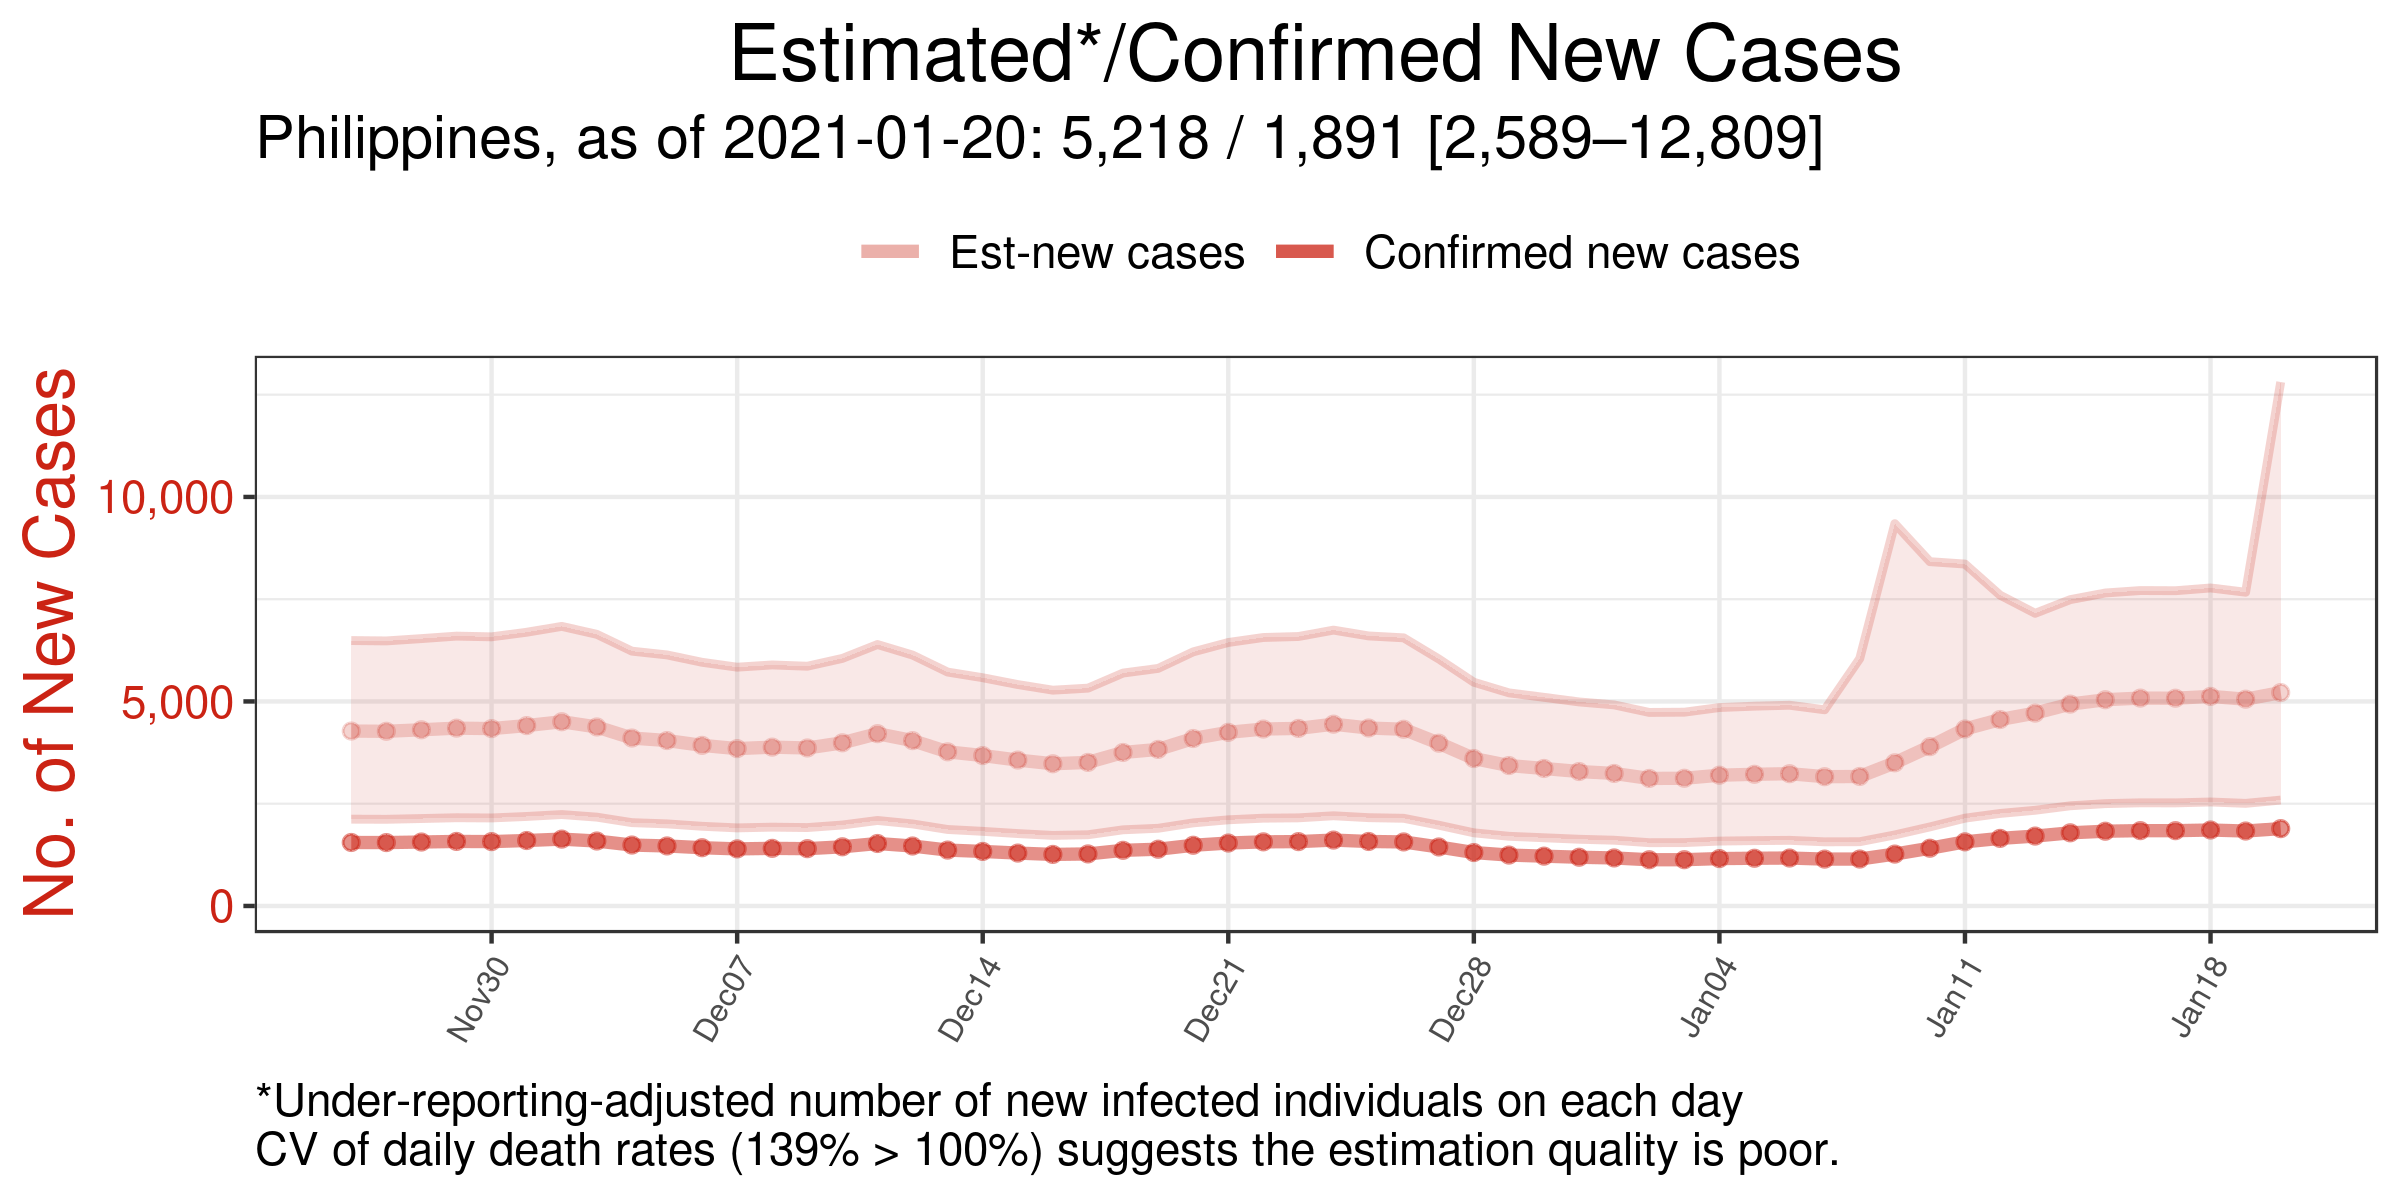 Estimated*/Confirmed New Cases
Philippines, as of 2021-01-20: 5,218 / 1,891 [2,589–12,809]
Est-new cases
Confirmed new cases
No. of New Cases
10,000
5,000
0
Nov30
Dec07
Dec14
Dec21
Dec28
Jan04
Jan11
Jan18
*Under-reporting-adjusted number of new infected individuals on each day
CV of daily death rates (139% > 100%) suggests the estimation quality is poor.